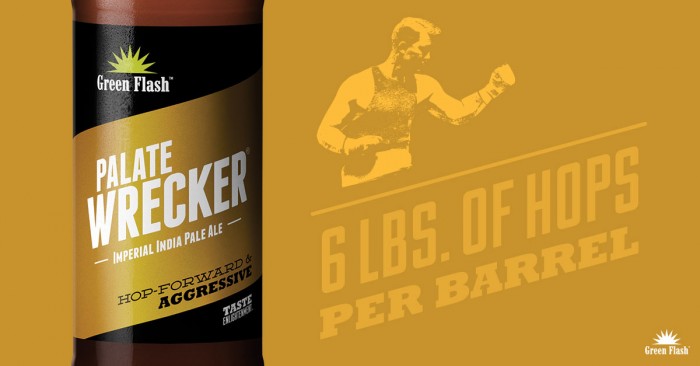 Green Flash™
PALATE
WRECKER®
— IMPERIAL INDIA PALE ALE —
HOP-FORWARD &
AGGRESSIVE
TASTE
ENLIGHTENMENT
6 LBS. OF HOPS
PER BARREL
Green Flash™